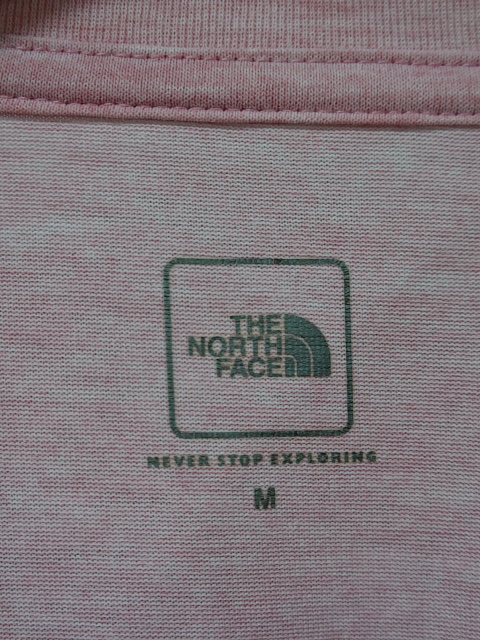 THE
NORTH
FACE
NEVER STOP EXPLORING
M